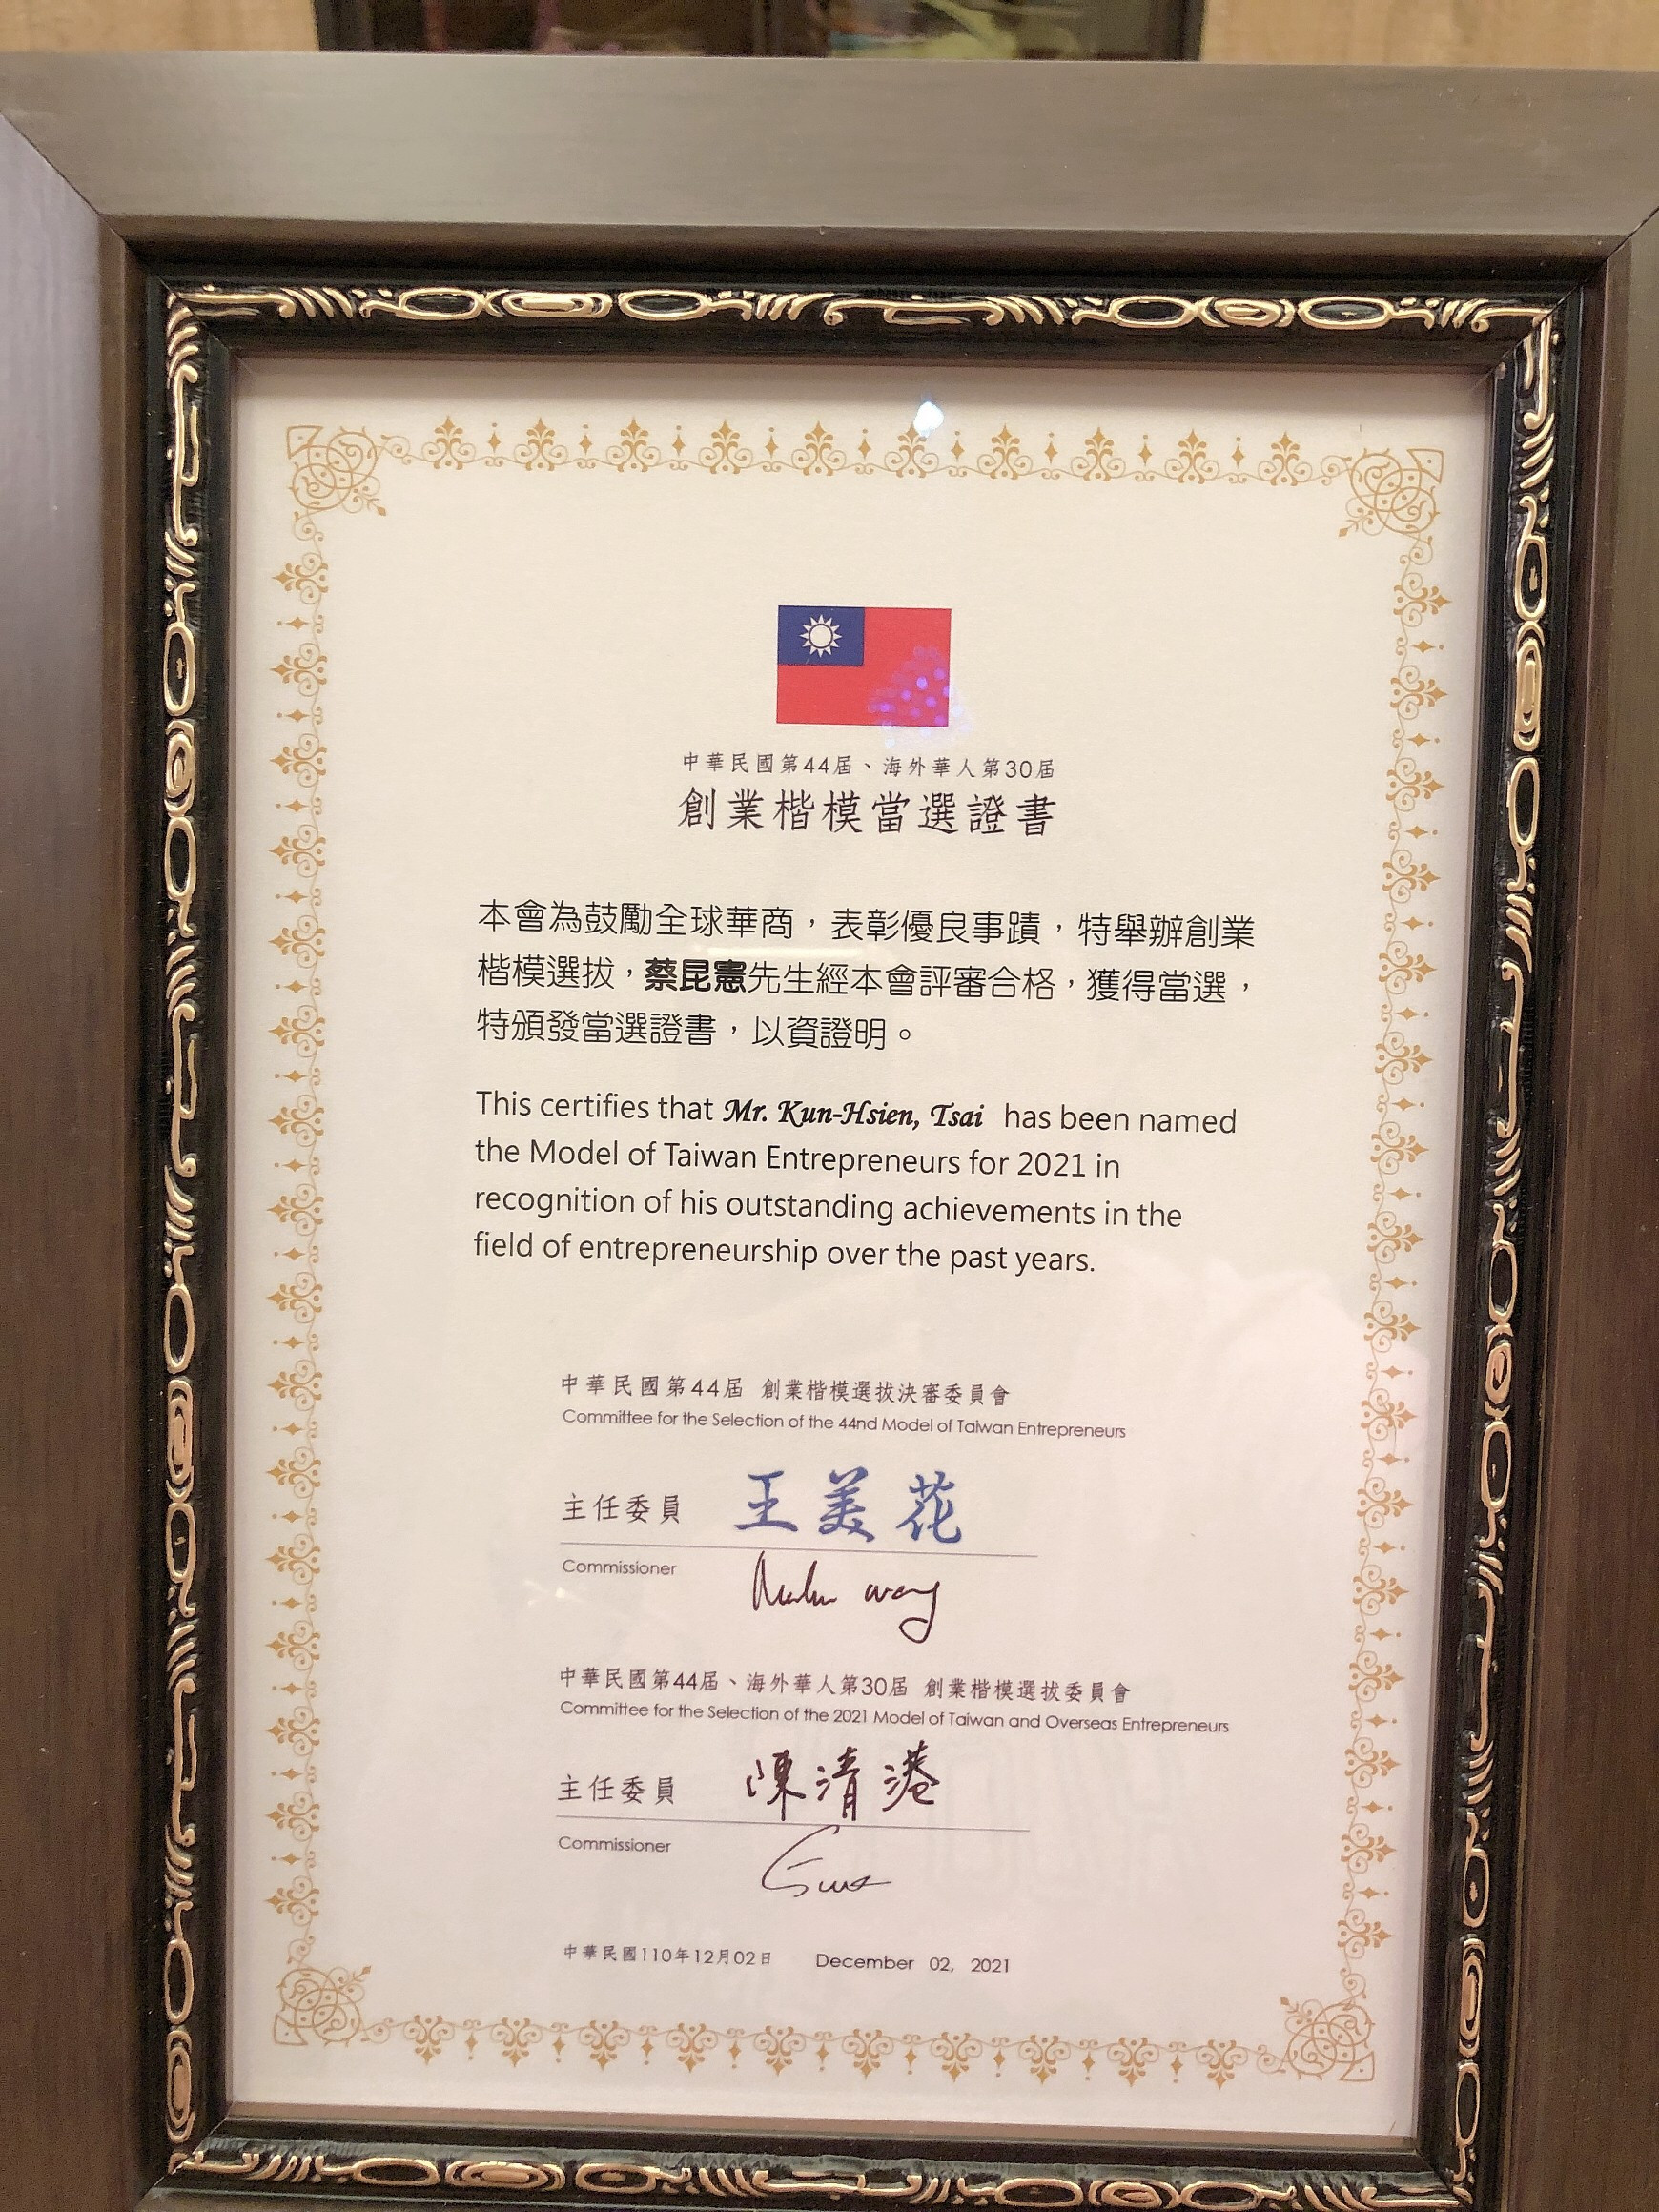 中華民國第44屆、海外華人第30屆
創業楷模當選證書
本會為鼓勵全球華商，表彰優良事蹟，特舉辦創業
楷模選拔，蔡昆憲先生經本會評審合格，獲得當選，
特頒發當選證書，以資證明。
This certifies that Mr. Kun-Hsien, Tsai has been named
the Model of Taiwan Entrepreneurs for 2021 in
recognition of his outstanding achievements in the
field of entrepreneurship over the past years.
中華民國第44屆 創業楷模選拔決審委員會
Committee for the Selection of the 44nd Model of Taiwan Entrepreneurs
主任委員 王美花
Commissioner
中華民國第44屆、海外華人第30屆 創業楷模選拔委員會
Committee for the Selection of the 2021 Model of Taiwan and Overseas Entrepreneurs
主任委員 陳清港
Commissioner
中華民國110年12月02日 December 02, 2021